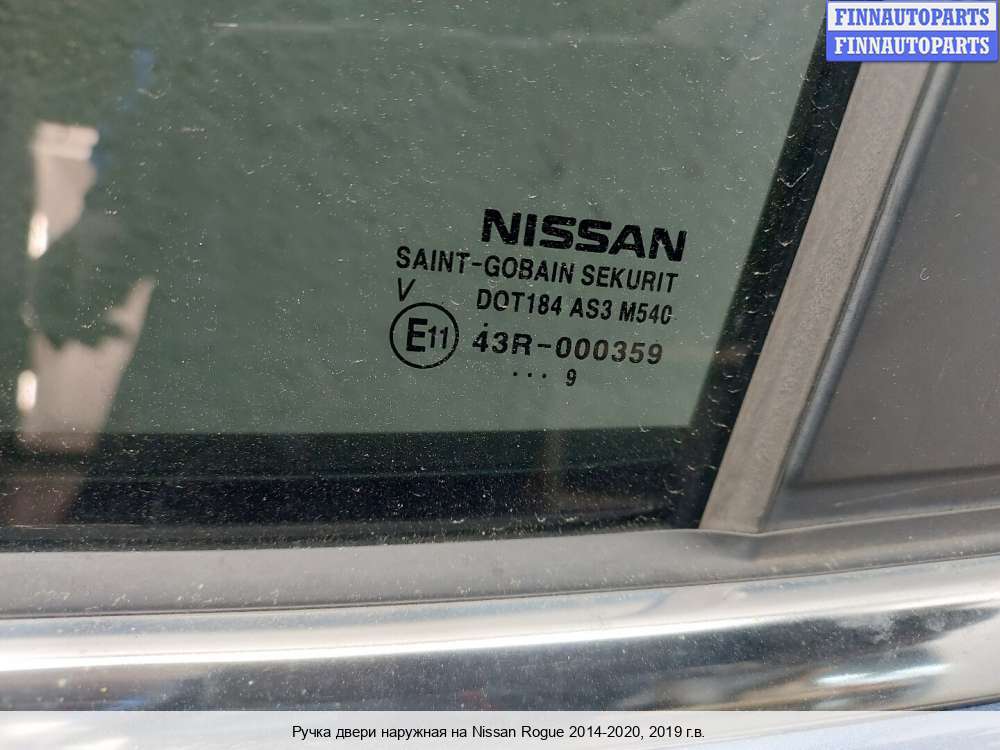 FINNAUTOPARTS
FINNAUTOPARTS
NISSAN
SAINT-GOBAIN SEKURIT
V DOT184 AS3 M540
E11 43R-000359
... 9
Ручка двери наружная на Nissan Rogue 2014-2020, 2019 г.в.